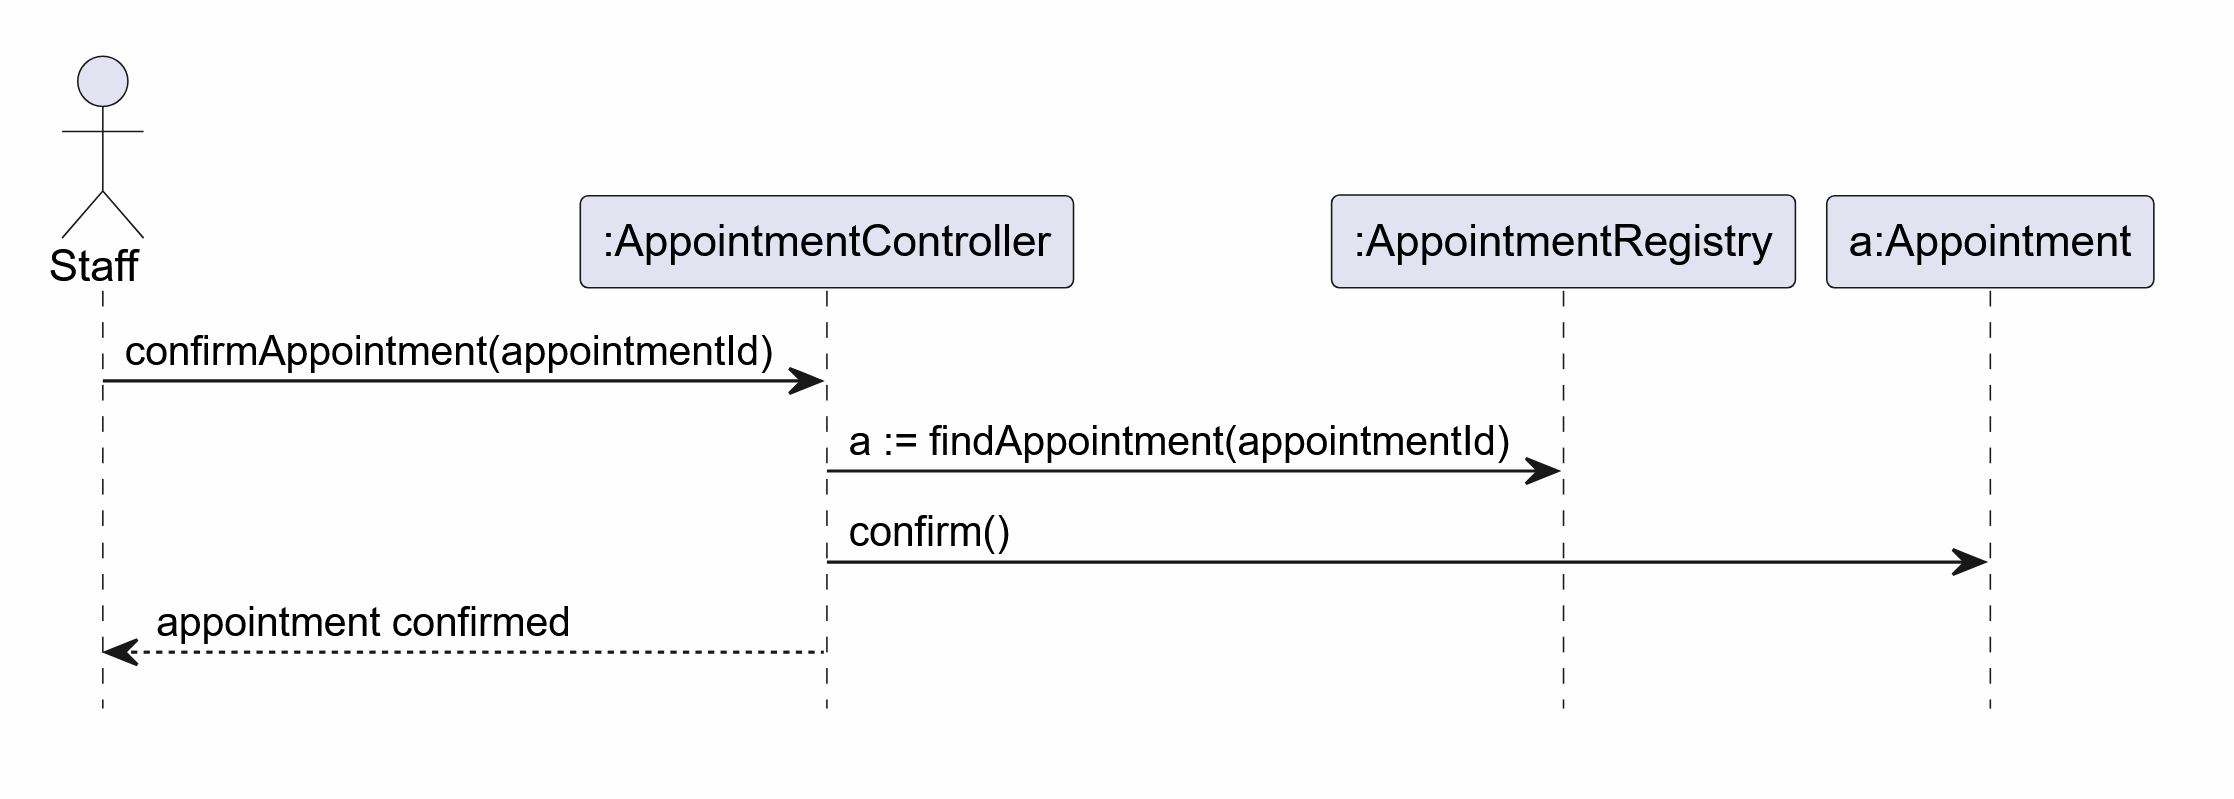 Staff
:AppointmentController
:AppointmentRegistry
a:Appointment
confirmAppointment(appointmentId)
a := findAppointment(appointmentId)
confirm()
appointment confirmed